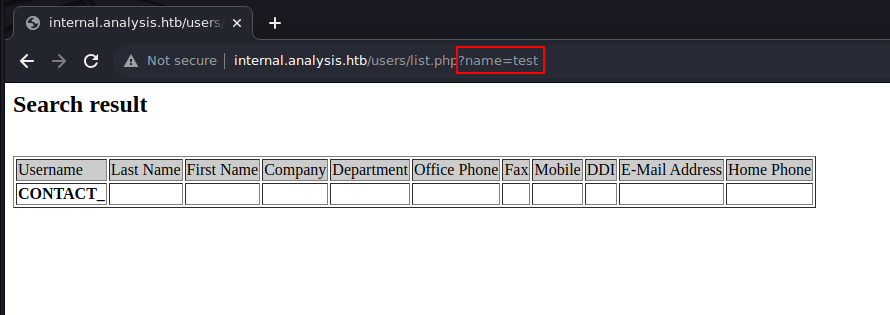 internal.analysis.htb/users/
Not secure internal.analysis.htb/users/list.php?name=test
Search result
Username Last Name First Name Company Department Office Phone Fax Mobile DDI E-Mail Address Home Phone
CONTACT_